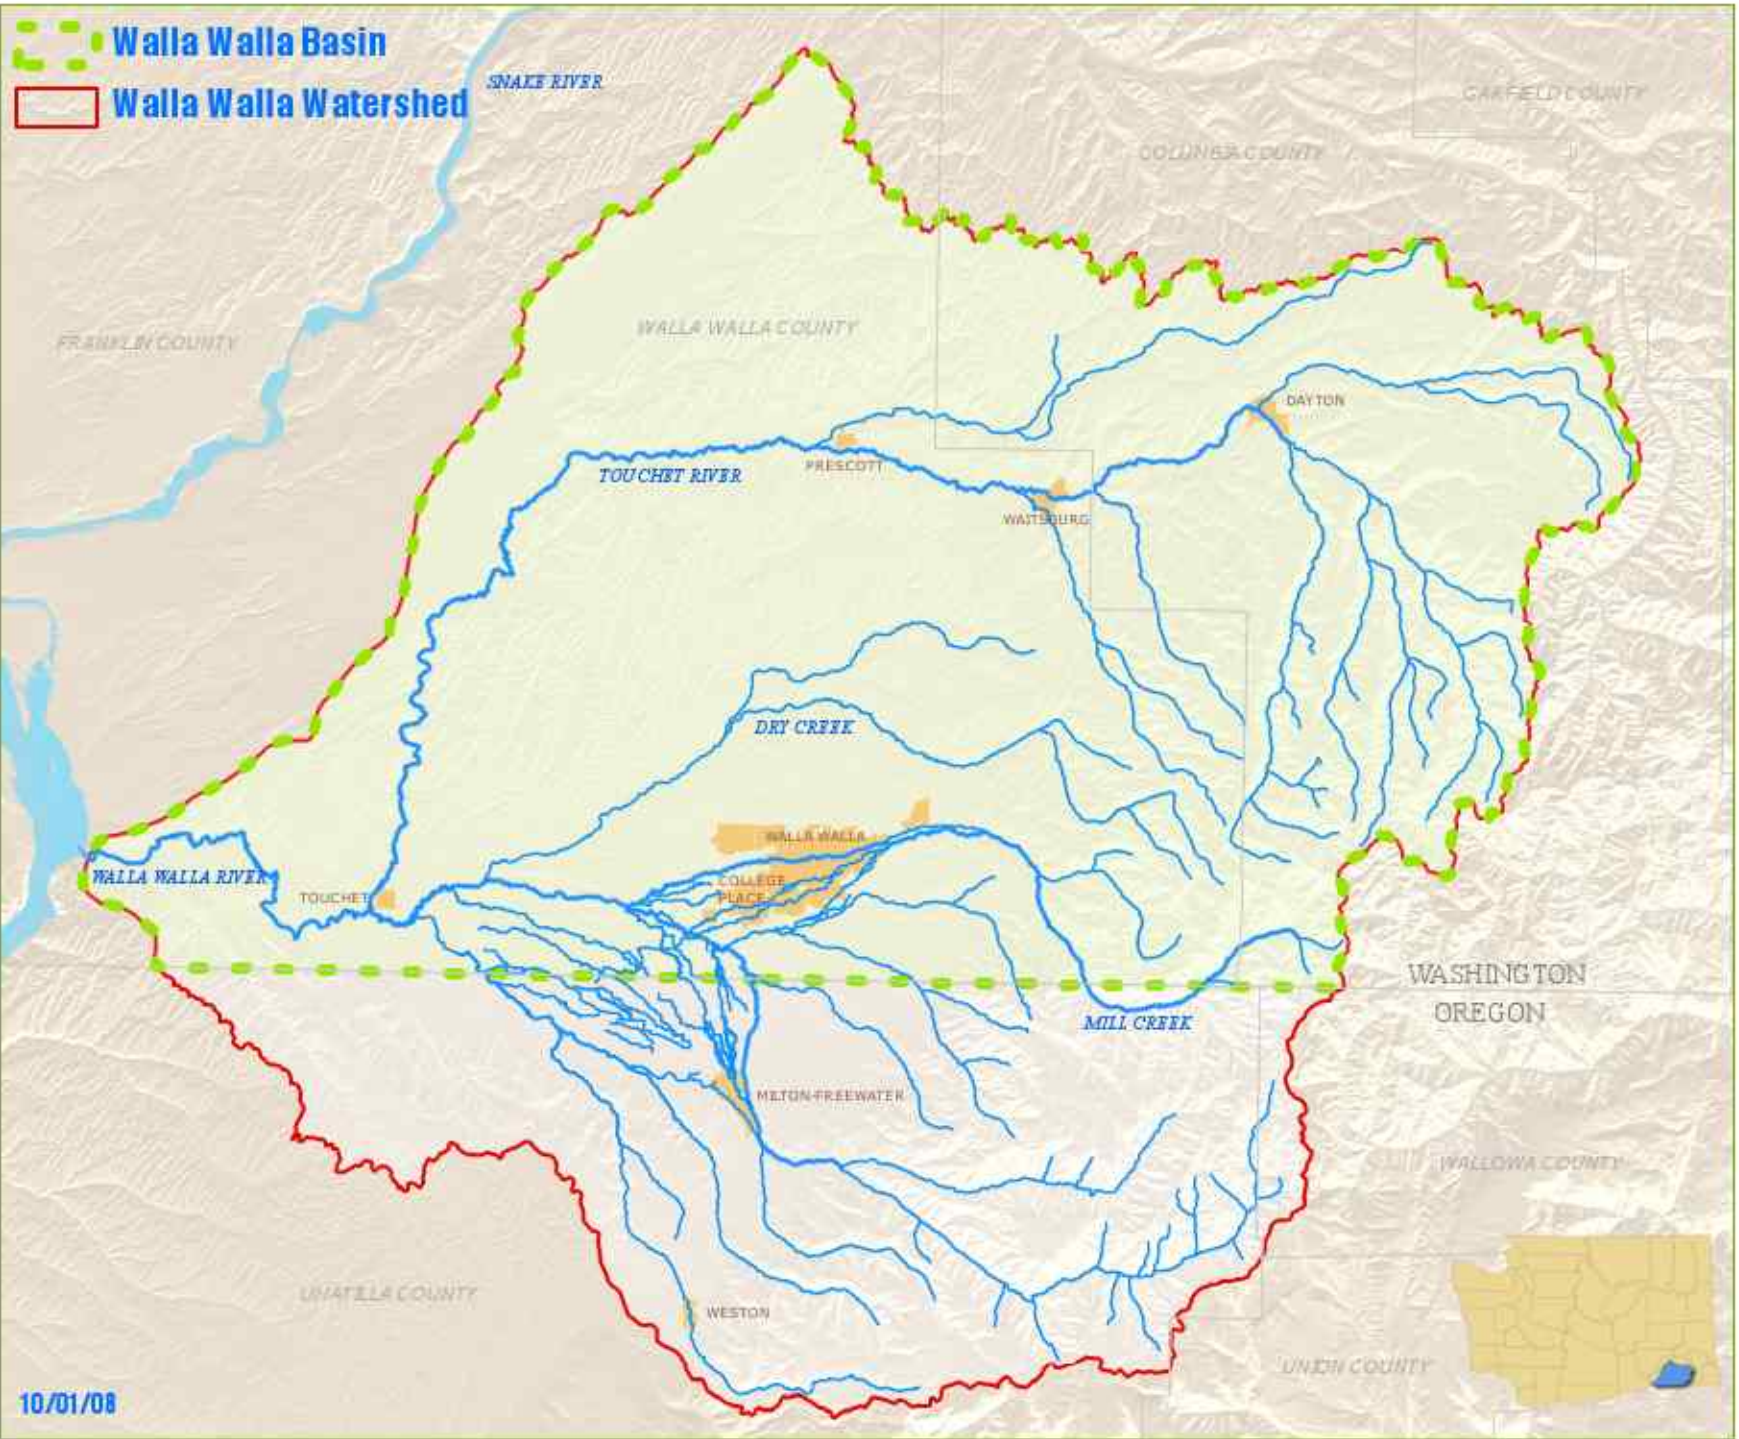 Walla Walla Basin
Walla Walla Watershed
SNAKE RIVER
GARFIELD COUNTY
COLUMBIA COUNTY
FRANKLIN COUNTY
WALLA WALLA COUNTY
DAYTON
PRESCOTT
TOUCHET RIVER
WAITSBURG
DRY CREEK
WALLA WALLA
WALLA WALLA RIVER
COLLEGE
PLACE
TOUCHET
WASHINGTON
OREGON
MILL CREEK
MILTON-FREEWATER
WALLOWA COUNTY
UMATILLA COUNTY
WESTON
UNION COUNTY
10/01/08